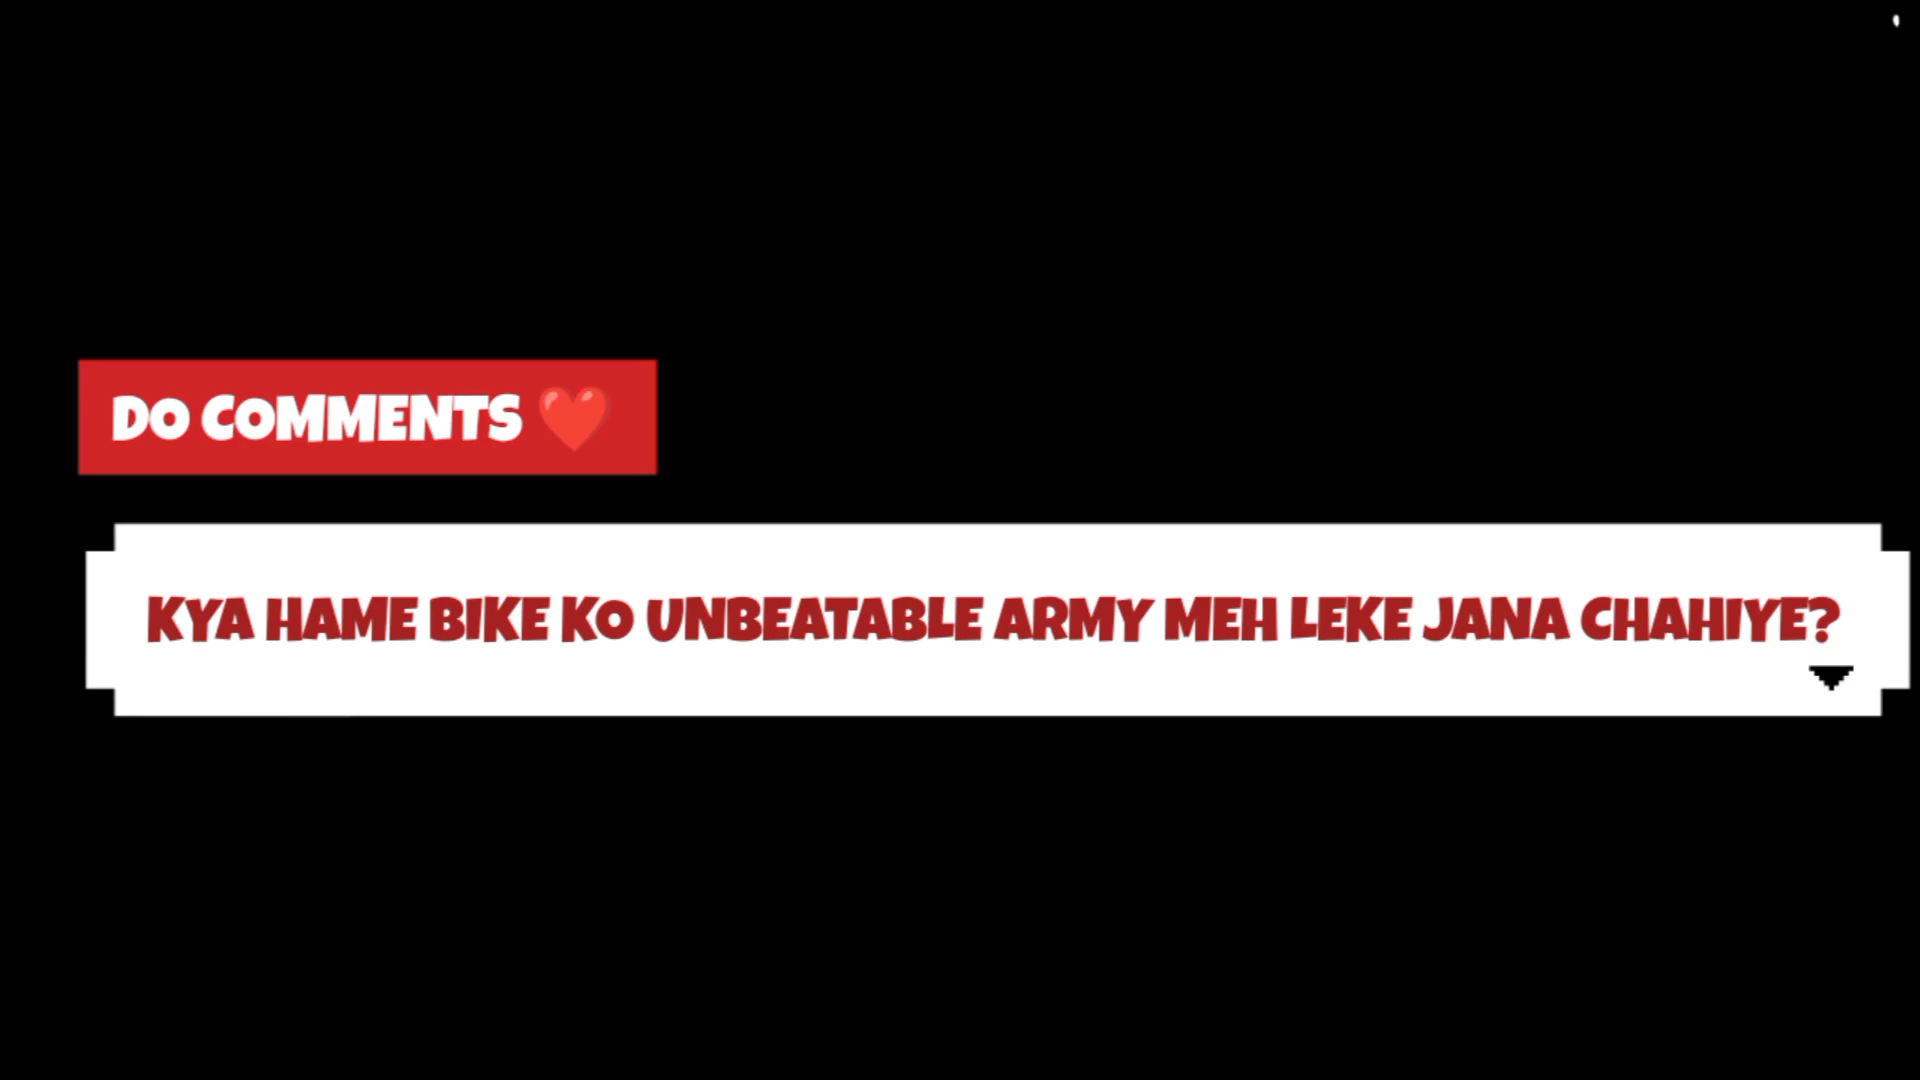 DO COMMENTS ❤️
KYA HAME BIKE KO UNBEATABLE ARMY MEH LEKE JANA CHAHIYE?